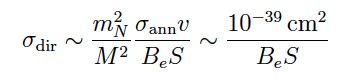 σ_dir ∼ m_N^2/M^2 σ_ann v/B_e S ∼ 10^{−39} cm^2/B_e S